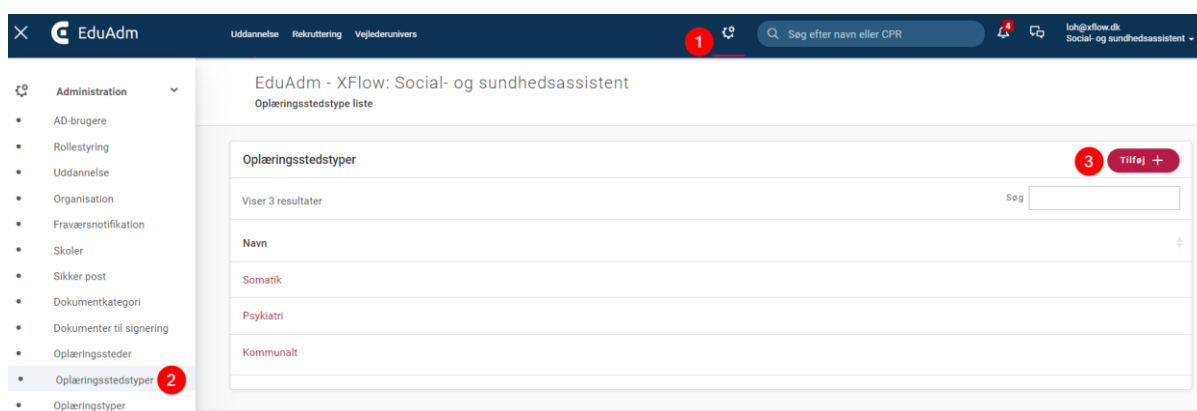 EduAdm
Uddannelse Rekruttering Vejlederunivers
1
Søg efter navn eller CPR
4
loh@xflow.dk
Social- og sundhedsassistent
Administration
AD-brugere
Rollestyring
Uddannelse
Organisation
Fraværsnotifikation
Skoler
Sikker post
Dokumentkategori
Dokumenter til signering
Oplæringssteder
Oplæringsstedstyper 2
Oplæringstyper
EduAdm - XFlow: Social- og sundhedsassistent
Oplæringsstedstype liste
Oplæringsstedstyper
3 Tilføj +
Viser 3 resultater
Søg
Navn
Somatik
Psykiatri
Kommunalt